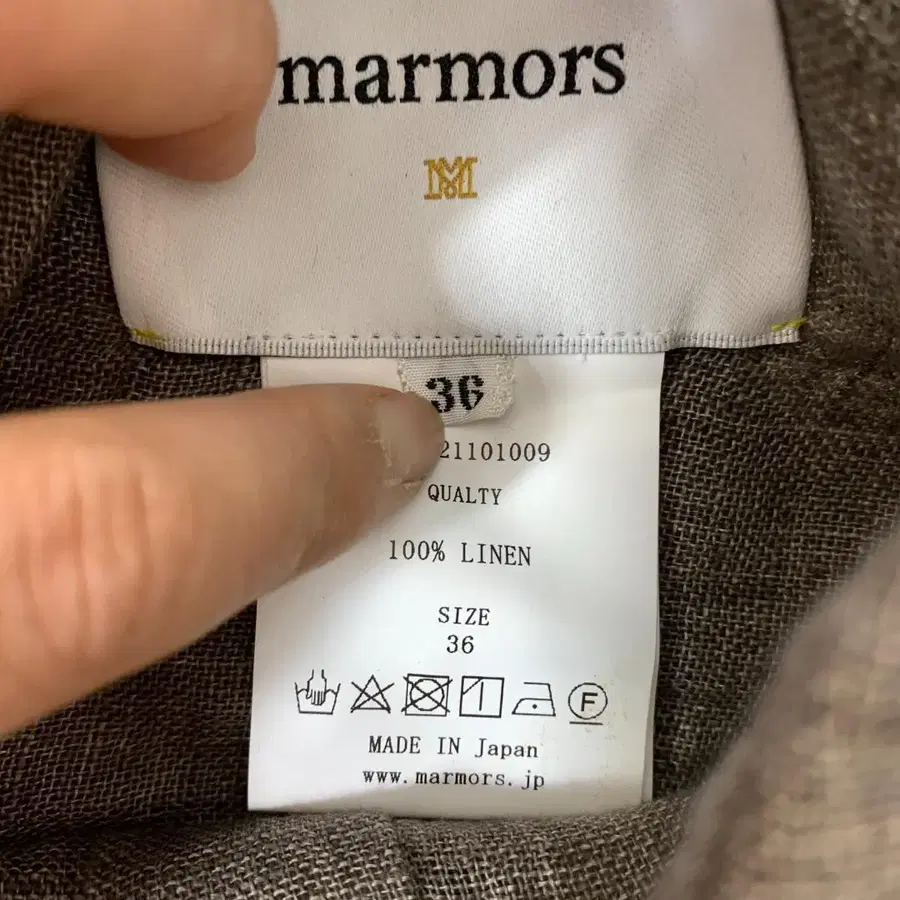 marmors
M
36
21101009
QUALTY
100% LINEN
SIZE
36
F
MADE IN Japan
www.marmors.jp